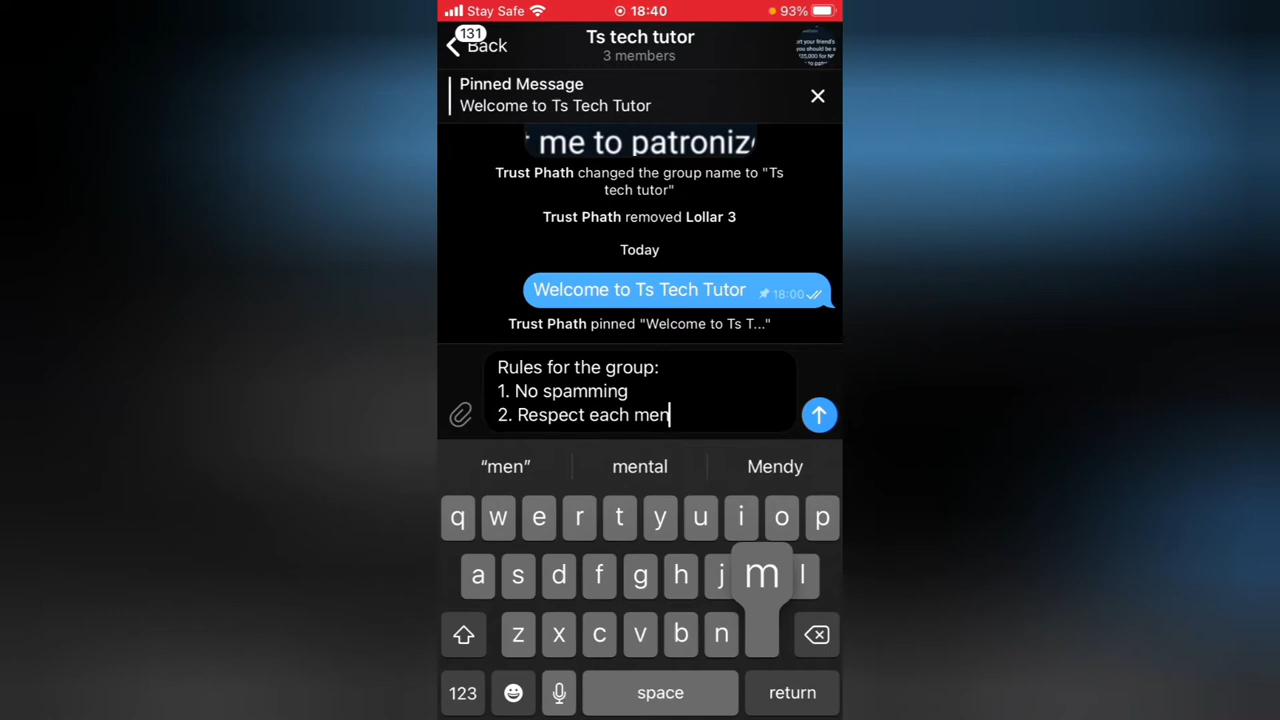 Stay Safe 18:40 93%
131
Back
Ts tech tutor
3 members
Pinned Message
Welcome to Ts Tech Tutor
me to patronize
Trust Phath changed the group name to "Ts
tech tutor"
Trust Phath removed Lollar 3
Today
Welcome to Ts Tech Tutor 18:00
Trust Phath pinned "Welcome to Ts T..."
Rules for the group:
1. No spamming
2. Respect each men
“men” mental Mendy
q w e r t y u i o p
a s d f g h j m l
z x c v b n
123 space return